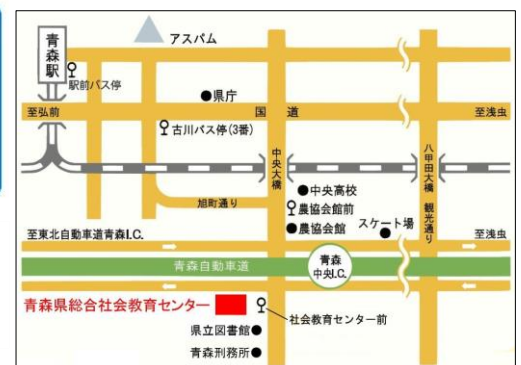 アスパム
青森駅
駅前バス停
県庁
至弘前
国道
至浅虫
古川バス停(3番)
中央大橋
八甲田大橋
観光通り
中央高校
旭町通り
農協会館前
農協会館
スケート場
至東北自動車道青森I.C.
至浅虫
青森自動車道
青森中央I.C.
青森県総合社会教育センター
社会教育センター前
県立図書館
青森刑務所